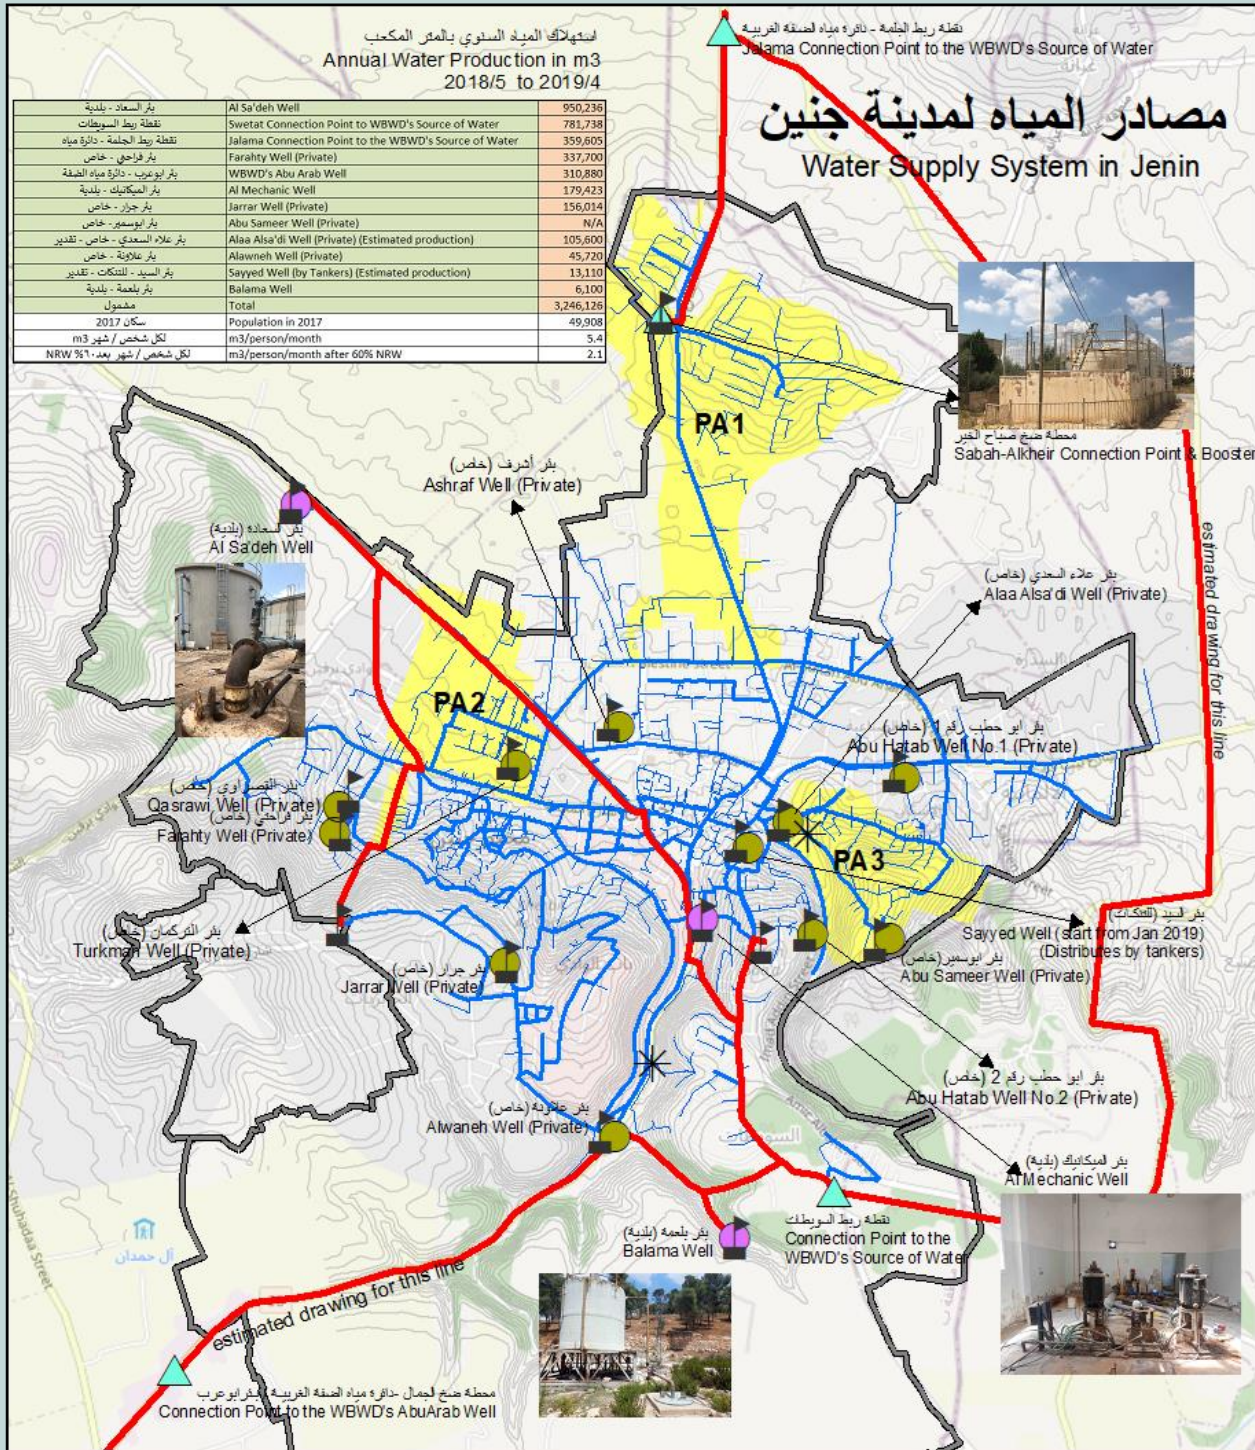 استهلاك المياه السنوي بالمتر المكعب
Annual Water Production in m3
2018/5 to 2019/4
بئر السعاد - بلدية Al Sa'deh Well 950,236
نقطة ربط السويطات Swetat Connection Point to WBWD's Source of Water 781,738
نقطة ربط الجلمة - دائرة مياه Jalama Connection Point to the WBWD's Source of Water 359,605
بئر فراحتي - خاص Farahty Well (Private) 337,700
بئر ابوعرب - دائرة مياه الضفة WBWD's Abu Arab Well 310,880
بئر الميكانيك - بلدية Al Mechanic Well 179,423
بئر جرار - خاص Jarrar Well (Private) 156,014
بئر ابوسمير - خاص Abu Sameer Well (Private) N/A
بئر علاء السعدي - خاص - تقدير Alaa Alsa'di Well (Private) (Estimated production) 105,600
بئر علاونة - خاص Alawneh Well (Private) 45,720
بئر السيد - للتنكات - تقدير Sayyed Well (by Tankers) (Estimated production) 13,110
بئر بلعمة - بلدية Balama Well 6,100
مشمول Total 3,246,126
سكان 2017 Population in 2017 49,908
لكل شخص / شهر m3 m3/person/month 5.4
لكل شخص / شهر بعد ٦٠% NRW m3/person/month after 60% NRW 2.1
نقطة ربط الجلمة - دائرة مياه الضفة الغربية
Jalama Connection Point to the WBWD's Source of Water
مصادر المياه لمدينة جنين
Water Supply System in Jenin
محطة ضخ صباح الخير
Sabah-Alkheir Connection Point & Booster
PA1
بئر أشرف (خاص)
Ashraf Well (Private)
بئر السعادة (بلدية)
Al Sa'deh Well
بئر علاء السعدي (خاص)
Alaa Alsa'di Well (Private)
estimated drawing for this line
PA2
بئر ابو حطب رقم 1 (خاص)
Abu Hatab Well No.1 (Private)
بئر القصراوي (خاص)
Qasrawi Well (Private)
بئر فراحتي (خاص)
Farahty Well (Private)
PA3
بئر التركمان (خاص)
Turkman Well (Private)
بئر السيد (للتنكات)
Sayyed Well (start from Jan 2019)
(Distributes by tankers)
بئر ابوسمير (خاص)
Abu Sameer Well (Private)
بئر جرار (خاص)
Jarrar Well (Private)
بئر ابو حطب رقم 2 (خاص)
Abu Hatab Well No.2 (Private)
بئر علاونة (خاص)
Alwaneh Well (Private)
السويطات
بئر الميكانيك (بلدية)
Al Mechanic Well
Al Shuhadaa Street
آل حمدان
بئر بلعمة (بلدية)
Balama Well
نقطة ربط السويطات
Connection Point to the
WBWD's Source of Water
estimated drawing for this line
محطة ضخ الجمال -دائرة مياه الضفة الغربية - بئر ابوعرب
Connection Point to the WBWD's AbuArab Well